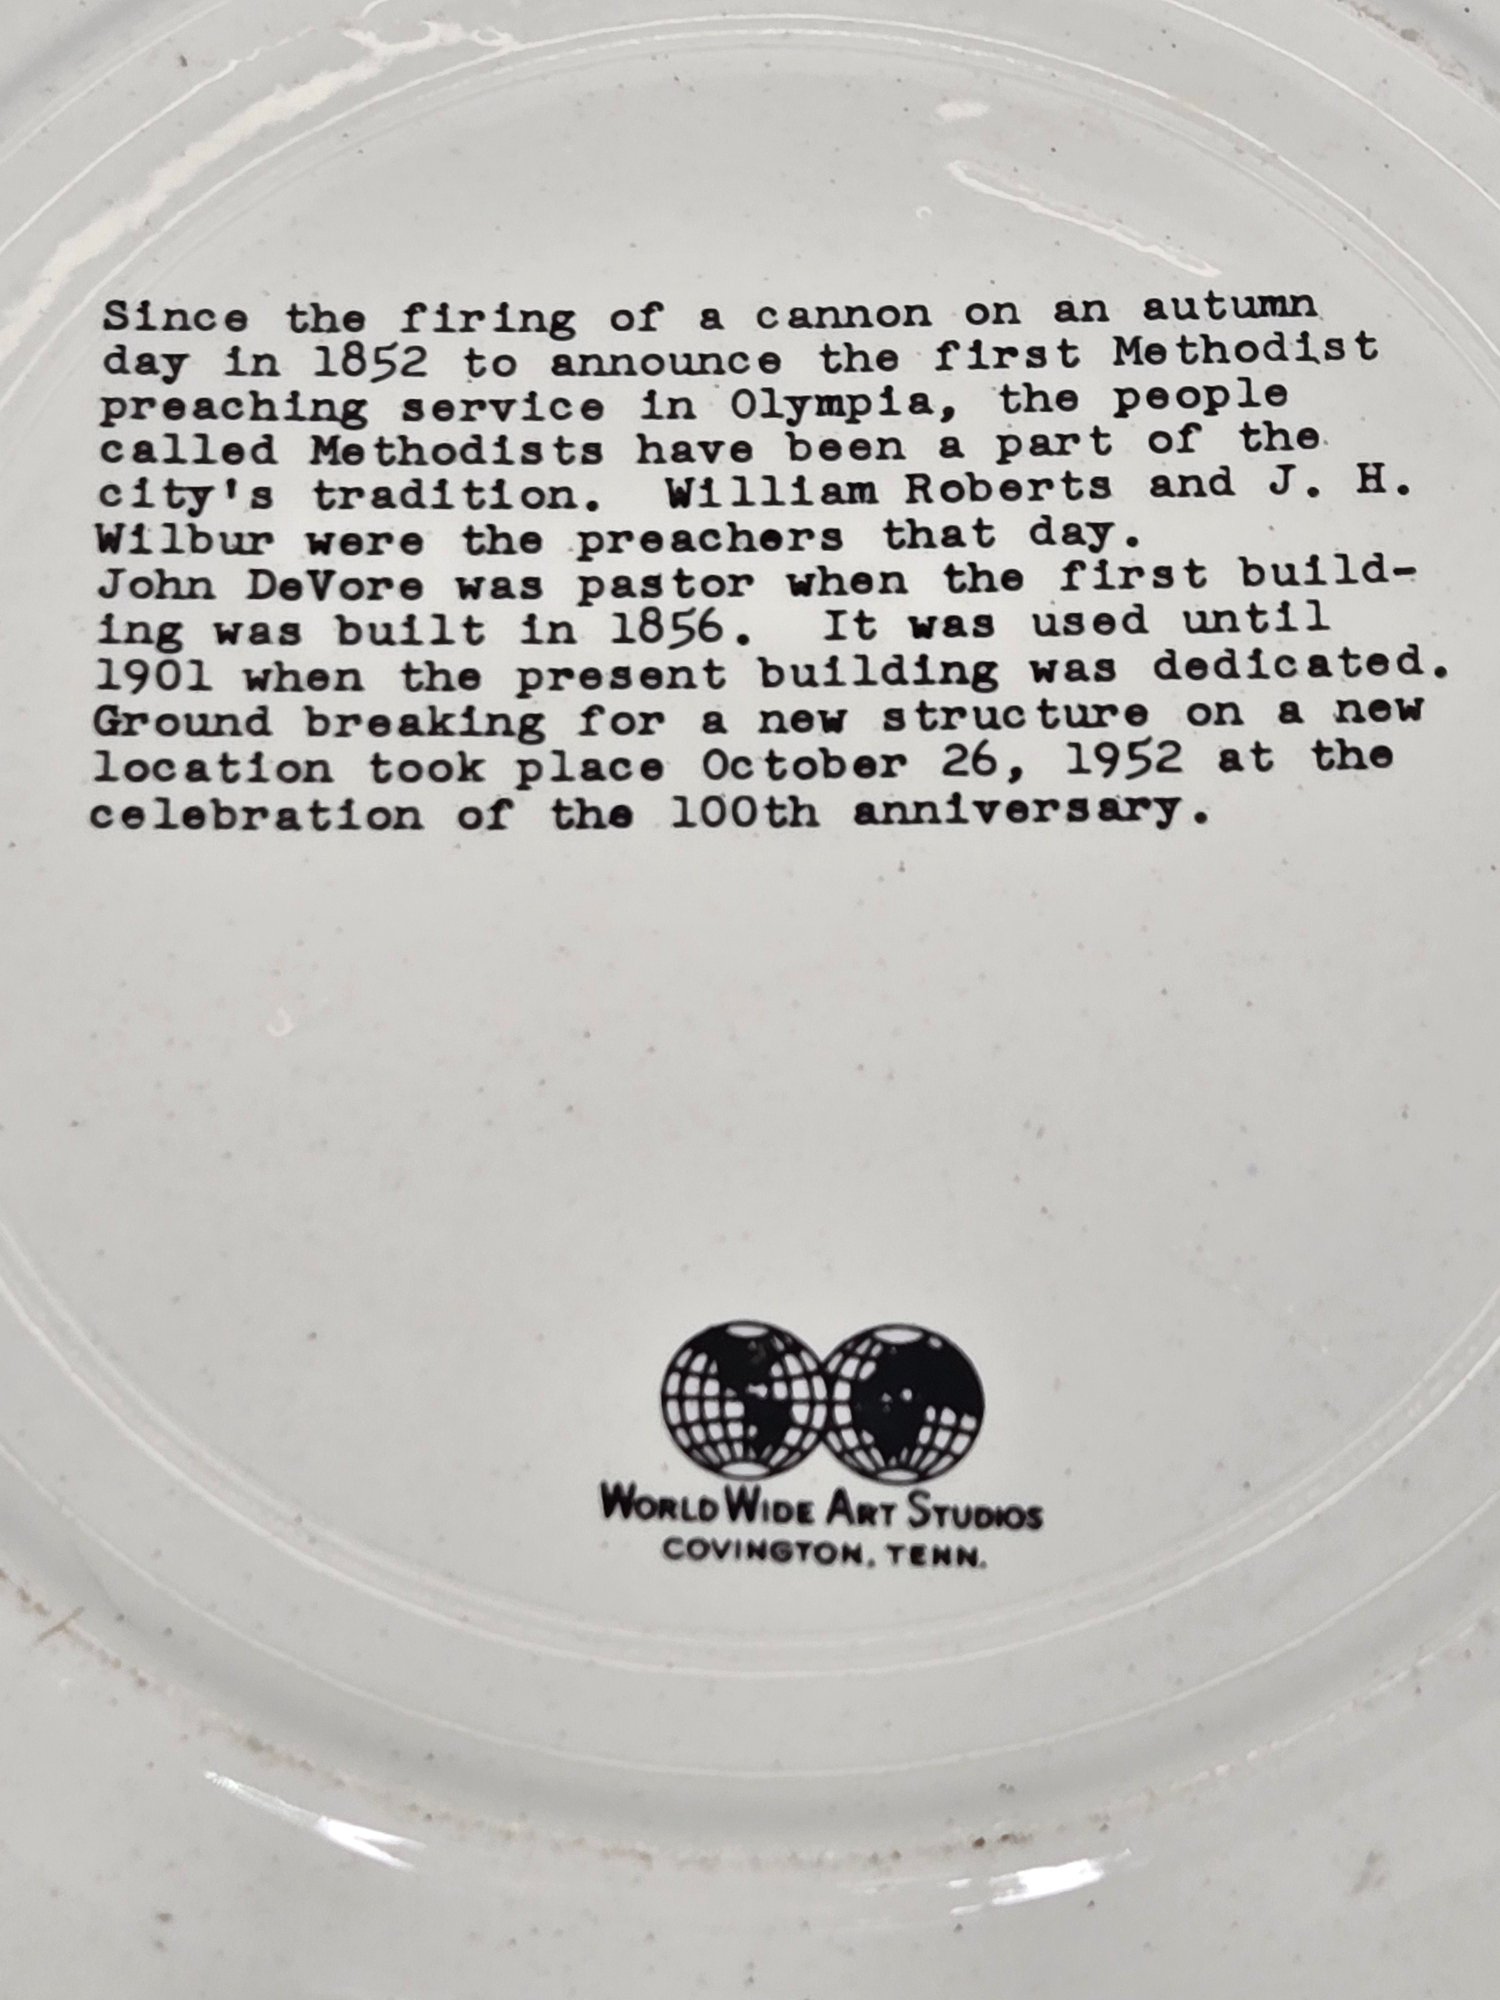 Since the firing of a cannon on an autumn
day in 1852 to announce the first Methodist
preaching service in Olympia, the people
called Methodists have been a part of the
city's tradition. William Roberts and J. H.
Wilbur were the preachers that day.
John DeVore was pastor when the first build-
ing was built in 1856. It was used until
1901 when the present building was dedicated.
Ground breaking for a new structure on a new
location took place October 26, 1952 at the
celebration of the 100th anniversary.
WORLD WIDE ART STUDIOS
COVINGTON, TENN.